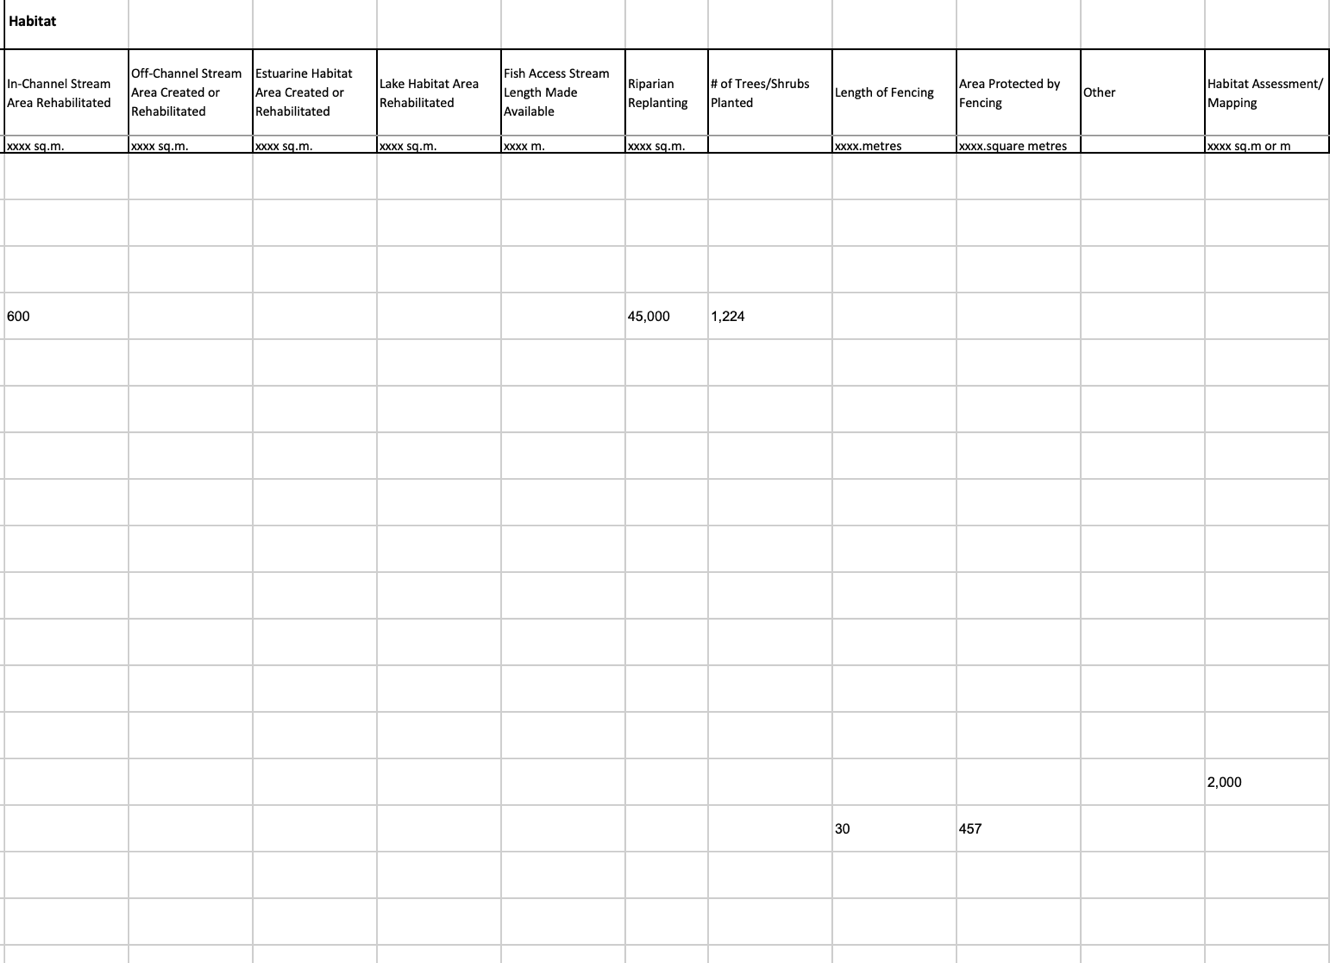 Habitat
In-Channel Stream
Area Rehabilitated
Off-Channel Stream
Area Created or
Rehabilitated
Estuarine Habitat
Area Created or
Rehabilitated
Lake Habitat Area
Rehabilitated
Fish Access Stream
Length Made
Available
Riparian
Replanting
# of Trees/Shrubs
Planted
Length of Fencing
Area Protected by
Fencing
Other
Habitat Assessment/
Mapping
xxxx sq.m.
xxxx sq.m.
xxxx sq.m.
xxxx sq.m.
xxxx m.
xxxx sq.m.
xxxx.metres
xxxx.square metres
xxxx sq.m or m
600
45,000
1,224
2,000
30
457